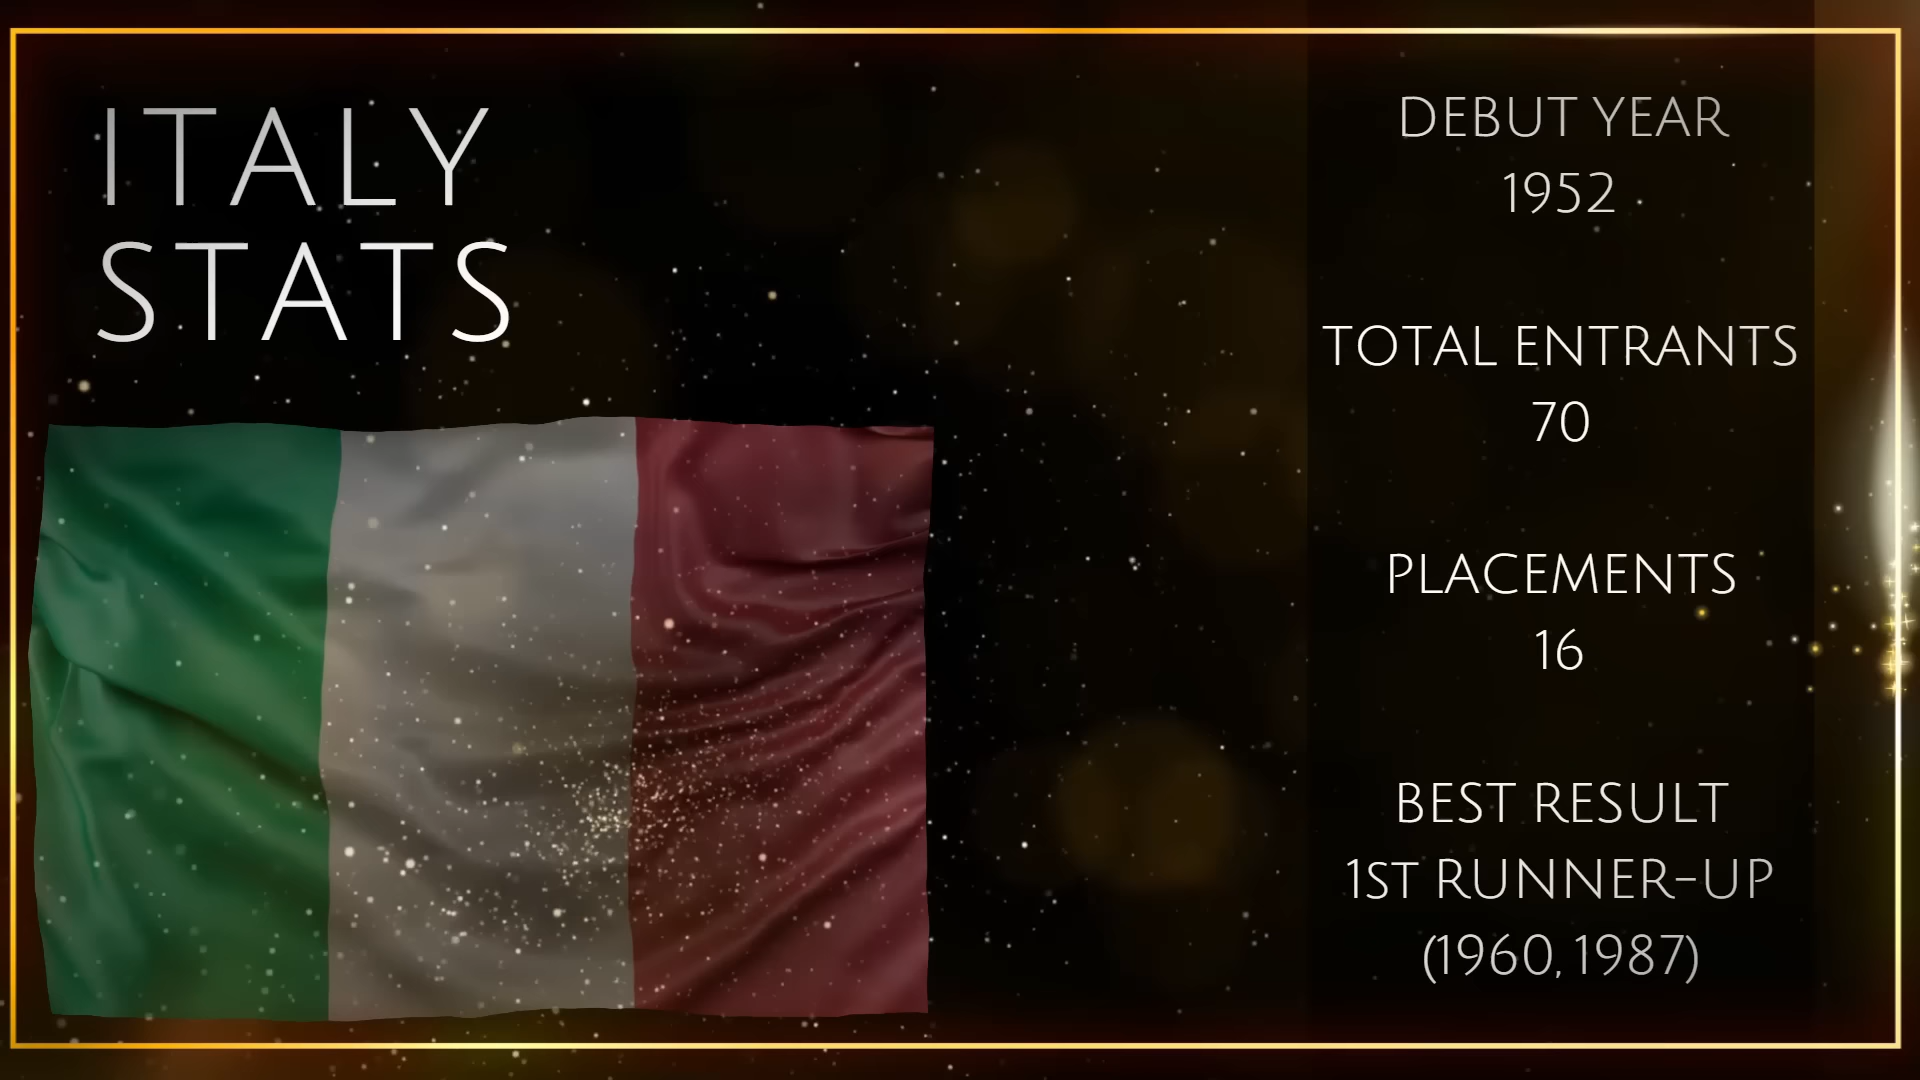 ITALY
STATS
DEBUT YEAR
1952
TOTAL ENTRANTS
70
PLACEMENTS
16
BEST RESULT
1ST RUNNER-UP
(1960, 1987)